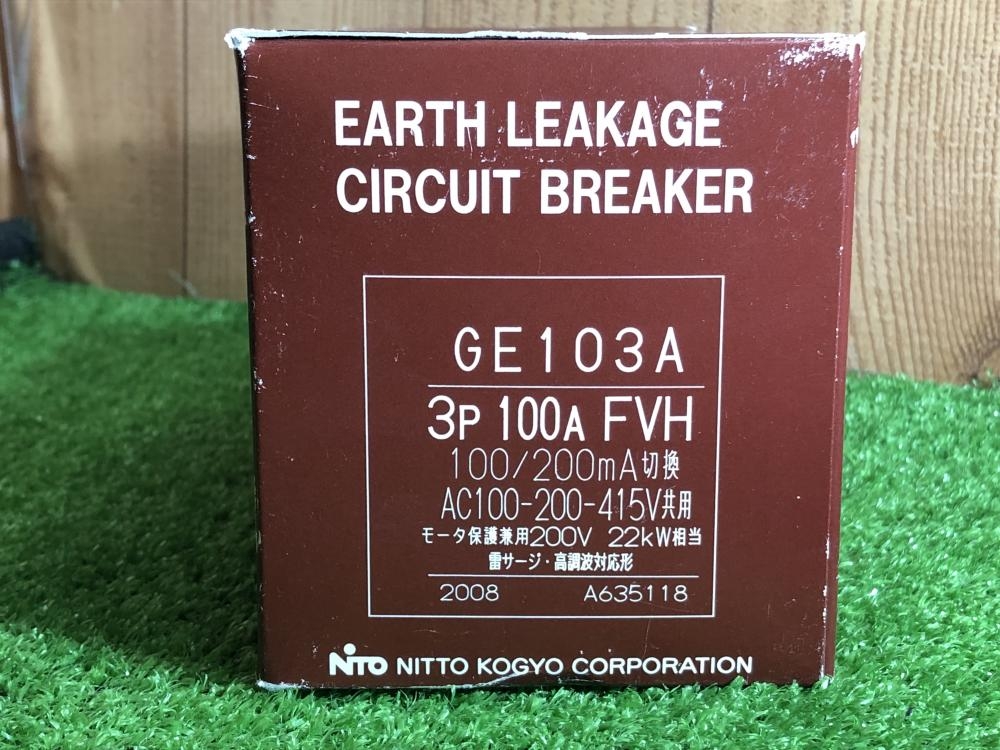 EARTH LEAKAGE
CIRCUIT BREAKER
GE103A
3P 100A FVH
100/200mA切換
AC100-200-415V共用
モータ保護兼用200V 22kW相当
雷サージ・高調波対応形
2008 A635118
NiTO NITTO KOGYO CORPORATION